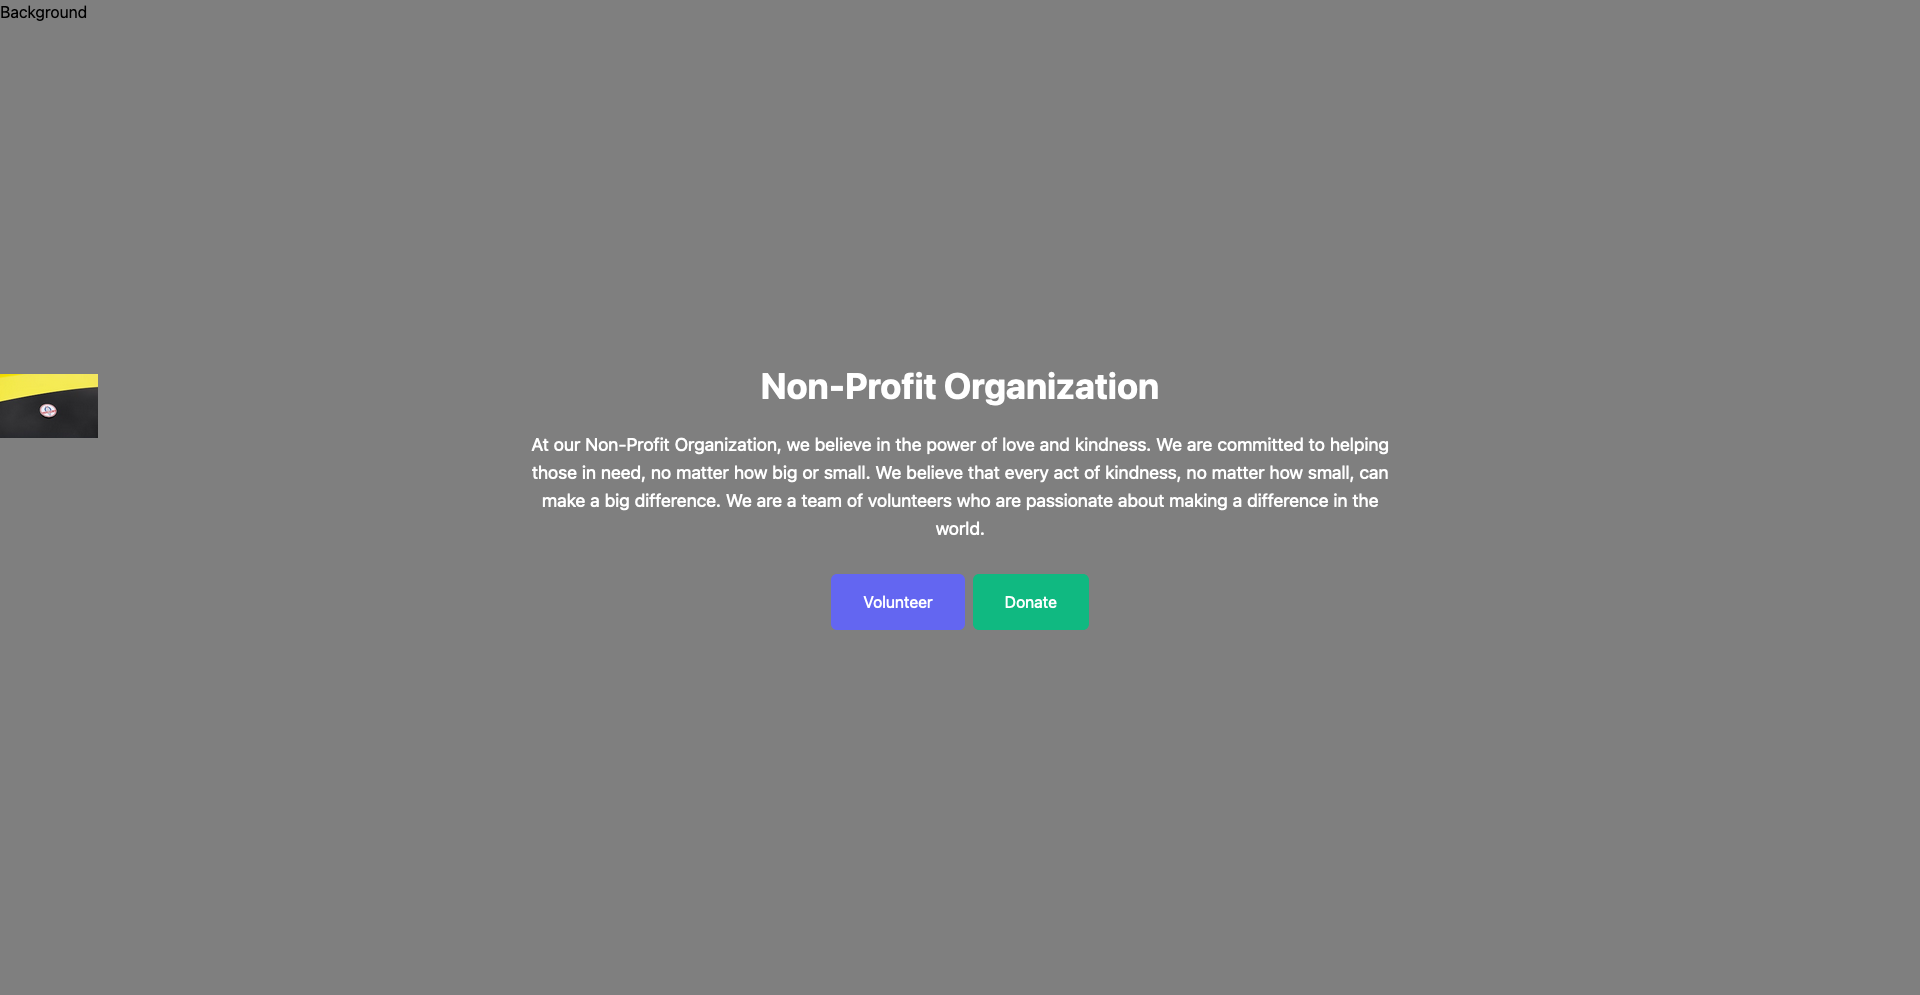 Background
Non-Profit Organization
At our Non-Profit Organization, we believe in the power of love and kindness. We are committed to helping
those in need, no matter how big or small. We believe that every act of kindness, no matter how small, can
make a big difference. We are a team of volunteers who are passionate about making a difference in the
world.
Volunteer
Donate